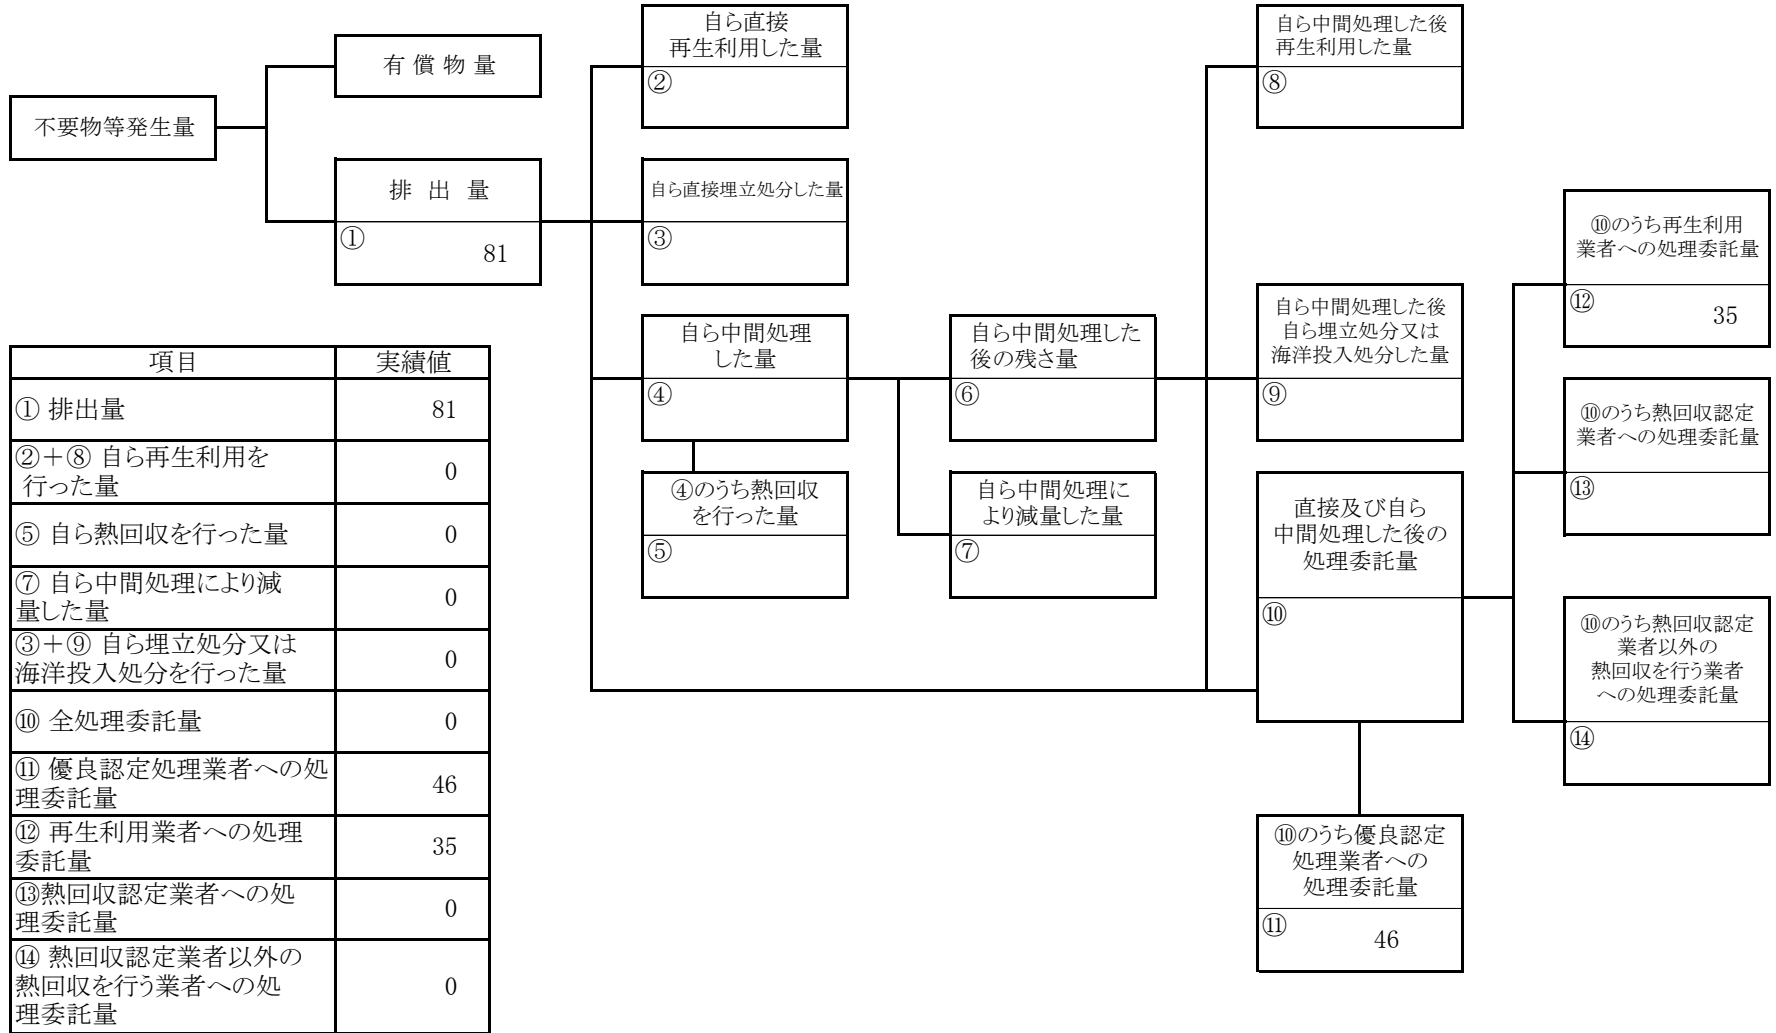 自ら直接
再生利用した量
②
自ら中間処理した後
再生利用した量
⑧
有 償 物 量
不要物等発生量
排 出 量
①
81
自ら直接埋立処分した量
③
⑩のうち再生利用
業者への処理委託量
⑫
35
自ら中間処理
した量
④
自ら中間処理した
後の残さ量
⑥
自ら中間処理した後
自ら埋立処分又は
海洋投入処分した量
⑨
⑩のうち熱回収認定
業者への処理委託量
⑬
④のうち熱回収
を行った量
⑤
自ら中間処理に
より減量した量
⑦
直接及び自ら
中間処理した後の
処理委託量
⑩
⑩のうち熱回収認定
業者以外の
熱回収を行う業者
への処理委託量
⑭
⑩のうち優良認定
処理業者への
処理委託量
⑪
46
項目 実績値
① 排出量 81
②＋⑧ 自ら再生利用を
行った量 0
⑤ 自ら熱回収を行った量 0
⑦ 自ら中間処理により減
量した量 0
③＋⑨ 自ら埋立処分又は
海洋投入処分を行った量 0
⑩ 全処理委託量 0
⑪ 優良認定処理業者への処
理委託量 46
⑫ 再生利用業者への処理
委託量 35
⑬熱回収認定業者への処
理委託量 0
⑭ 熱回収認定業者以外の
熱回収を行う業者への処
理委託量 0